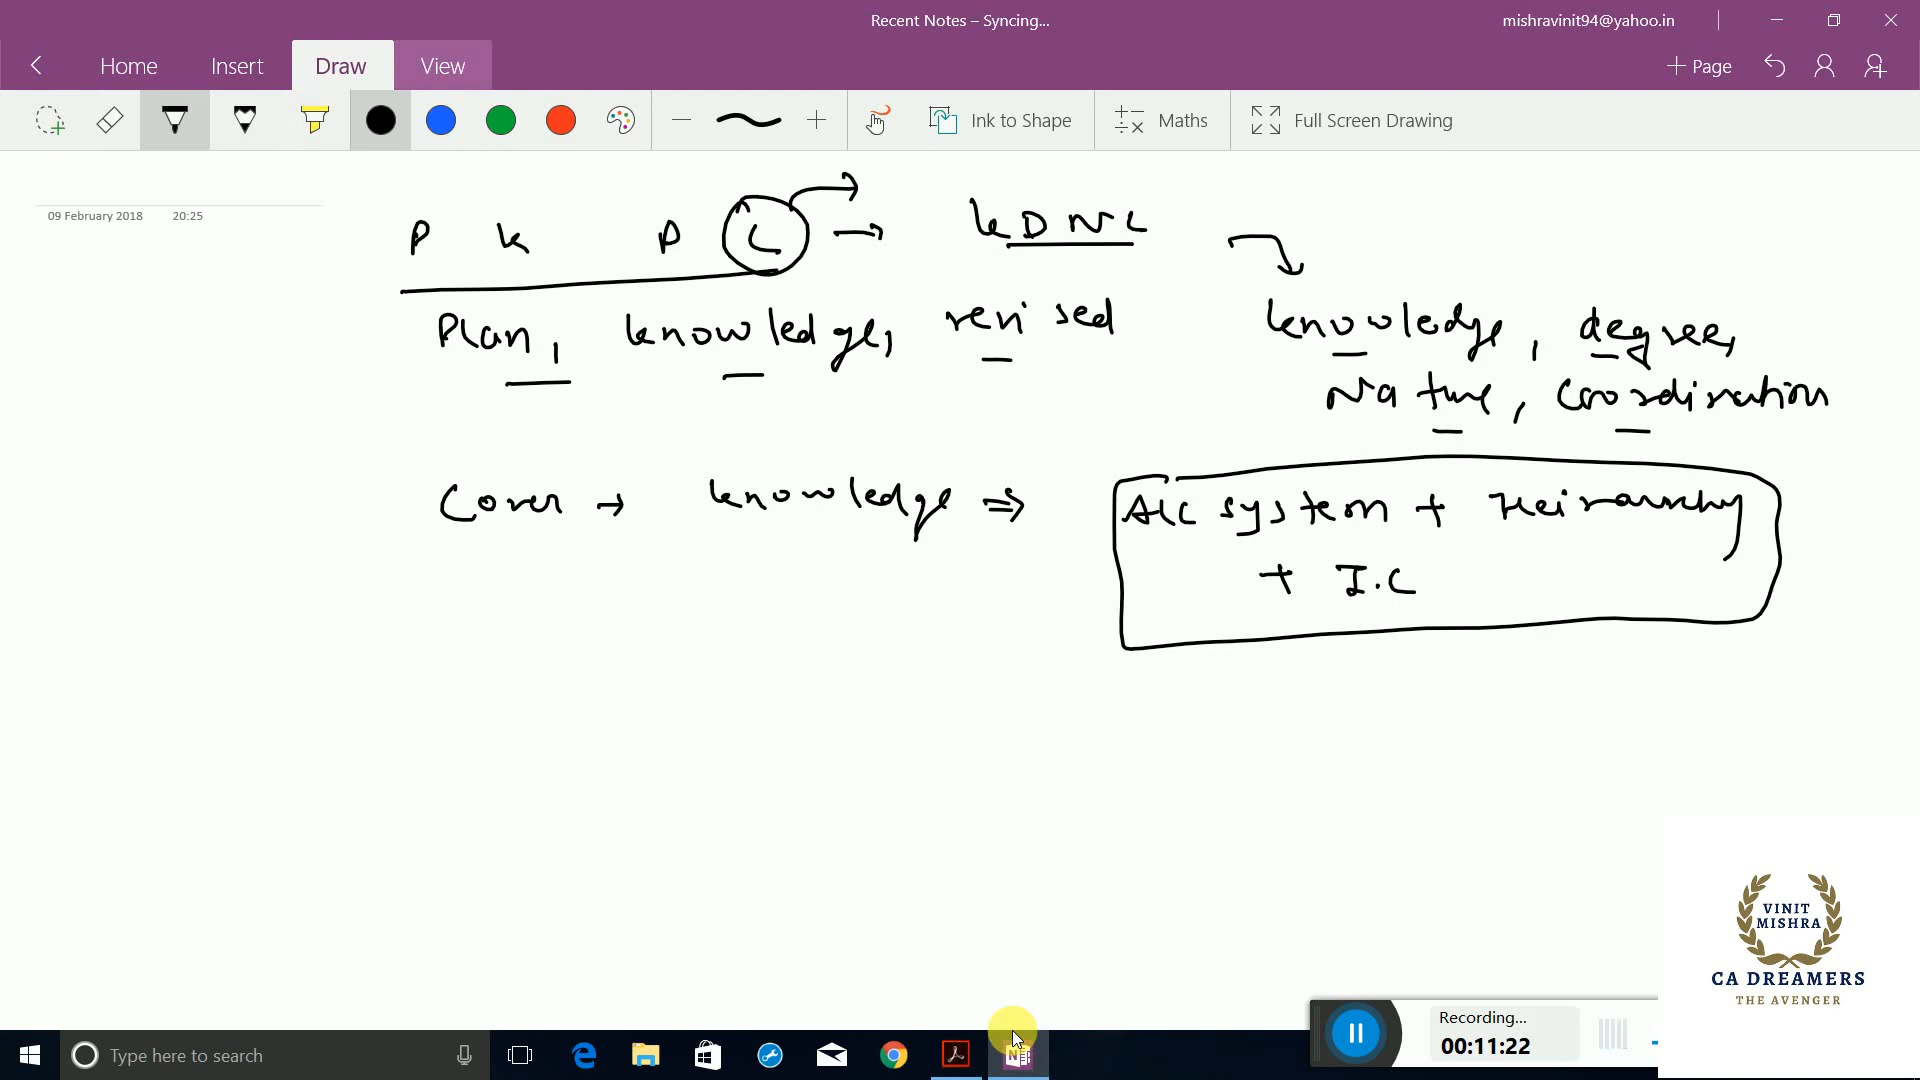 Recent Notes – Syncing...
mishravinit94@yahoo.in
Home Insert Draw View
Page
Ink to Shape Maths Full Screen Drawing
09 February 2018 20:25
P K P C → KDNC
Plan, knowledge, revised
knowledge, degree,
Nature, Coordination
Cover → knowledge ⇒ A/C system + Heirarchy
+ I.C
VINIT
MISHRA
CA DREAMERS
THE AVENGER
Recording...
00:11:22
Type here to search